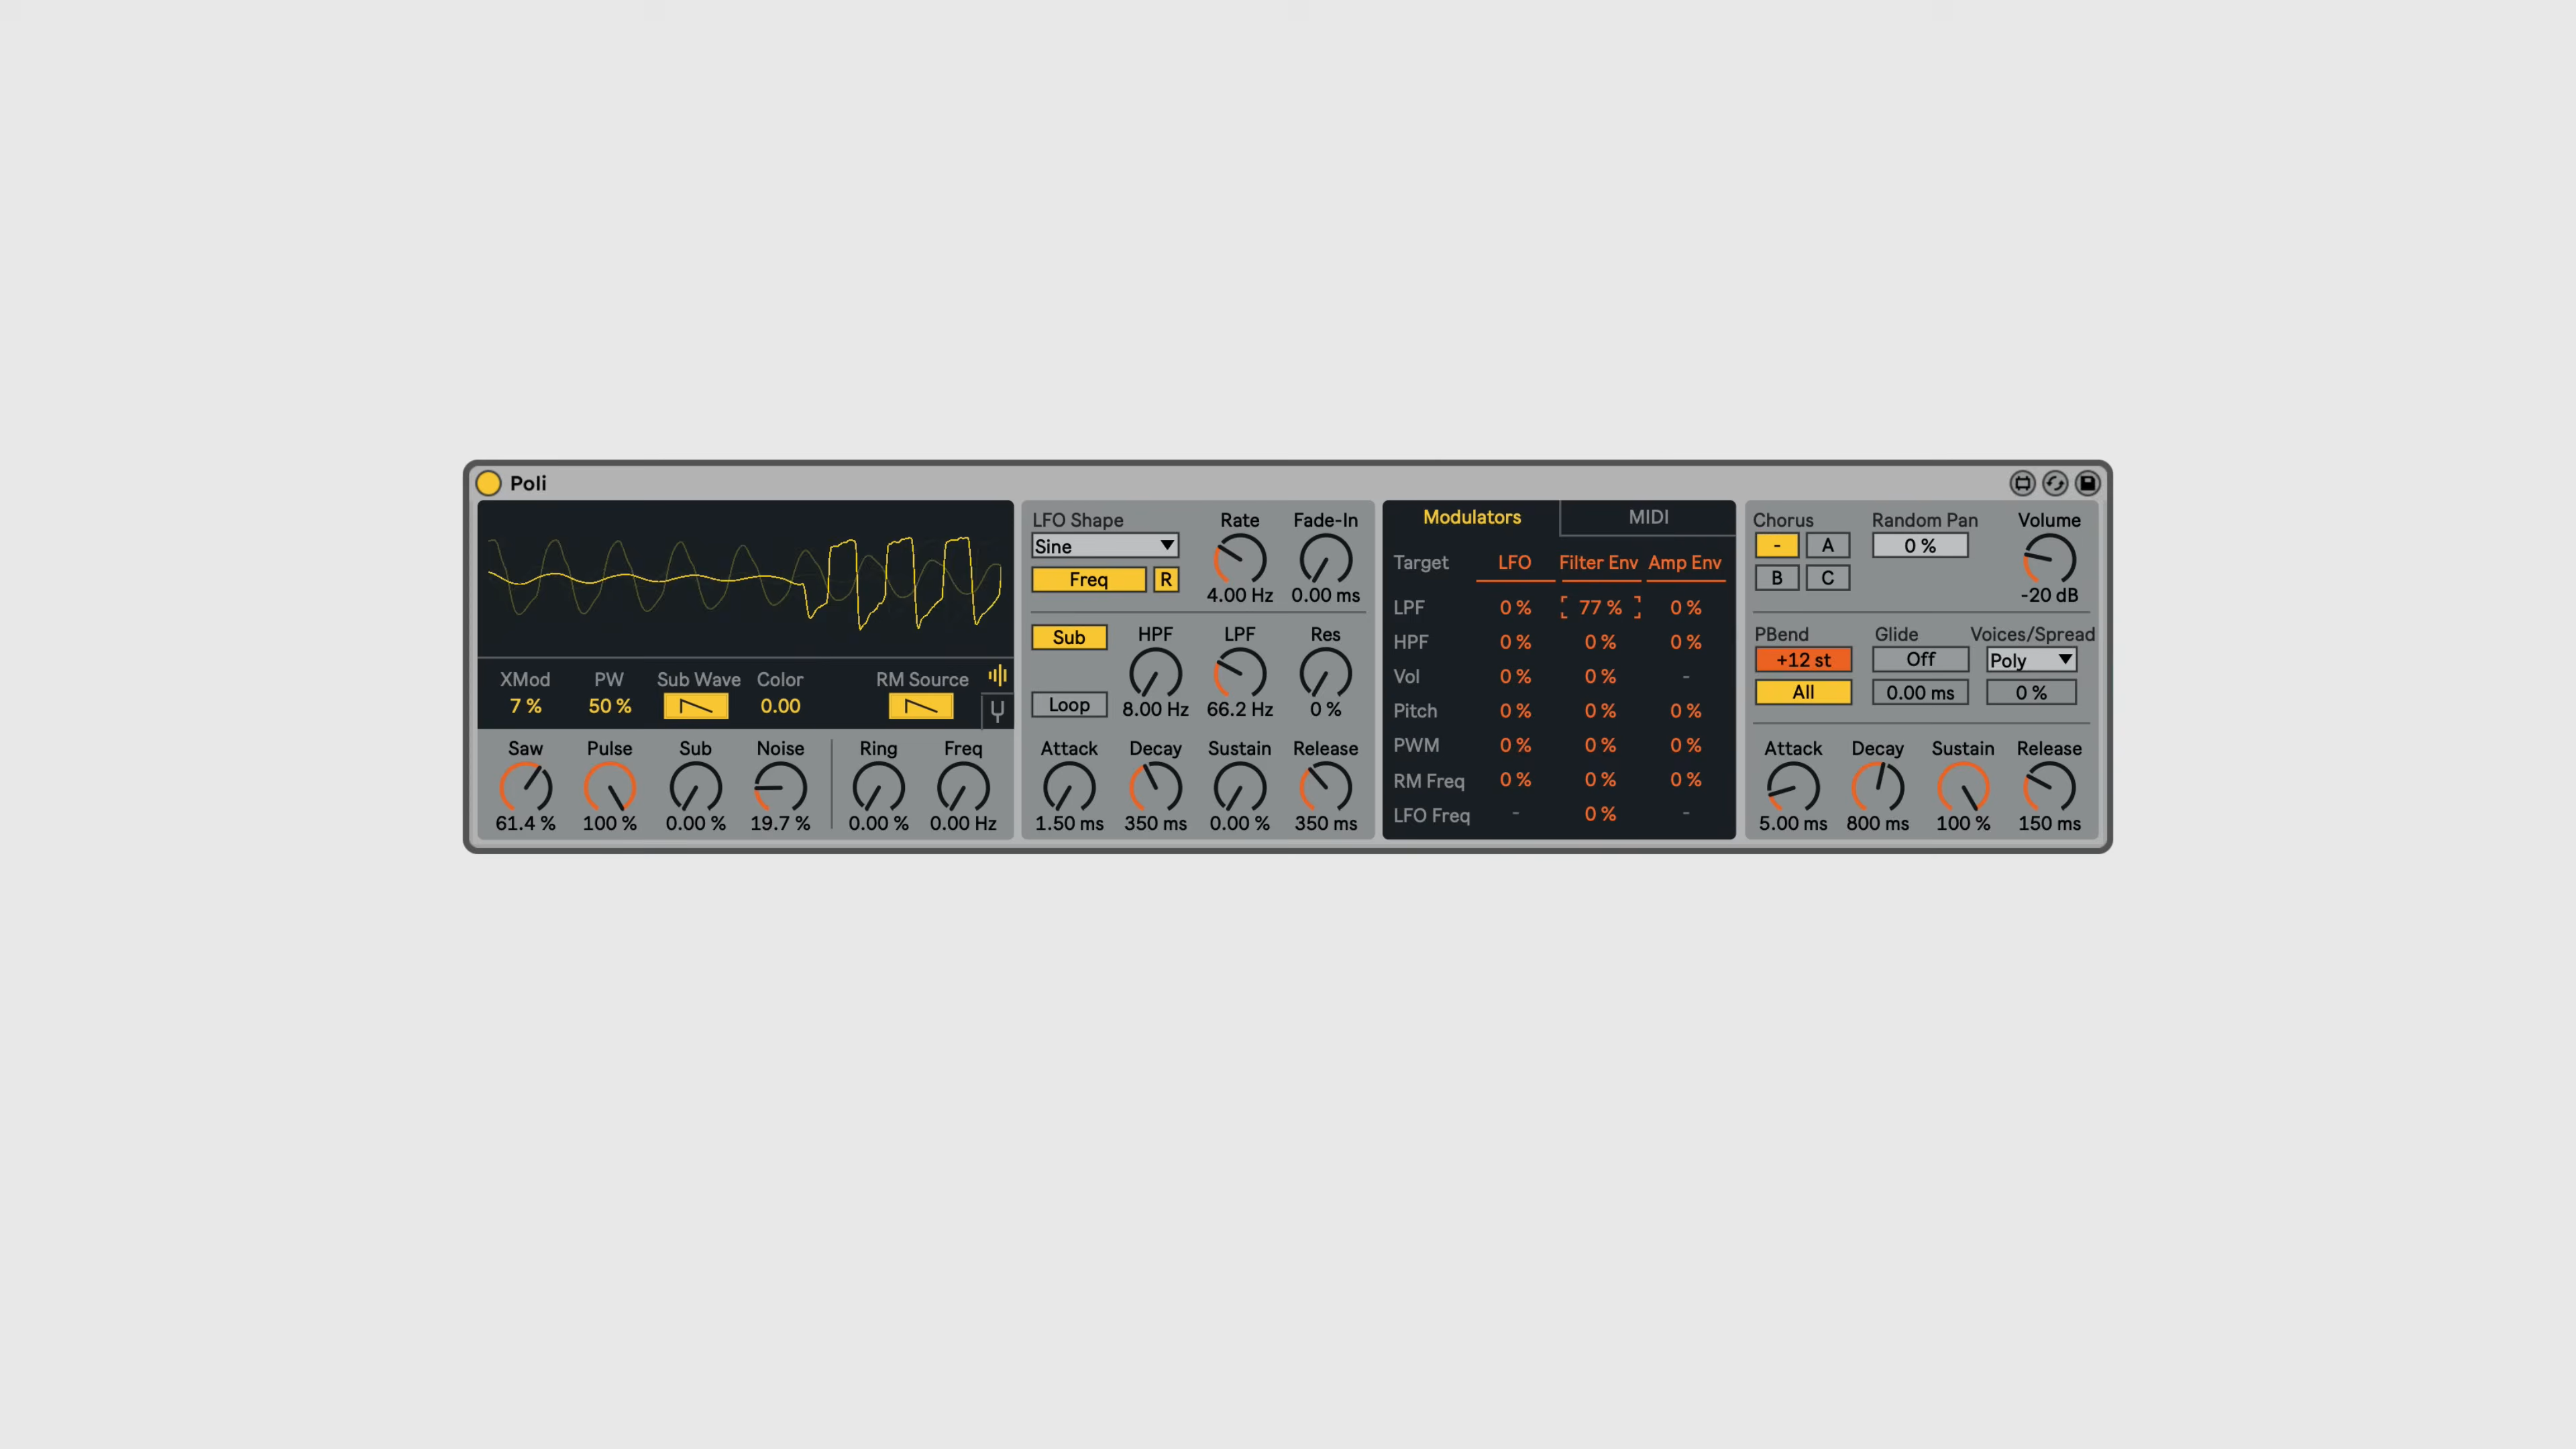 Poli
XMod PW Sub Wave Color RM Source
7 % 50 % 0.00
Saw Pulse Sub Noise Ring Freq
61.4 % 100 % 0.00 % 19.7 % 0.00 % 0.00 Hz
LFO Shape Rate Fade-In
Sine
Freq R
4.00 Hz 0.00 ms
Sub HPF LPF Res
Loop 8.00 Hz 66.2 Hz 0 %
Attack Decay Sustain Release
1.50 ms 350 ms 0.00 % 350 ms
Modulators MIDI
Target LFO Filter Env Amp Env
LPF 0 % 77 % 0 %
HPF 0 % 0 % 0 %
Vol 0 % 0 % -
Pitch 0 % 0 % 0 %
PWM 0 % 0 % 0 %
RM Freq 0 % 0 % 0 %
LFO Freq - 0 % -
Chorus Random Pan Volume
- A 0 %
B C
-20 dB
PBend Glide Voices/Spread
+12 st Off Poly
All 0.00 ms 0 %
Attack Decay Sustain Release
5.00 ms 800 ms 100 % 150 ms